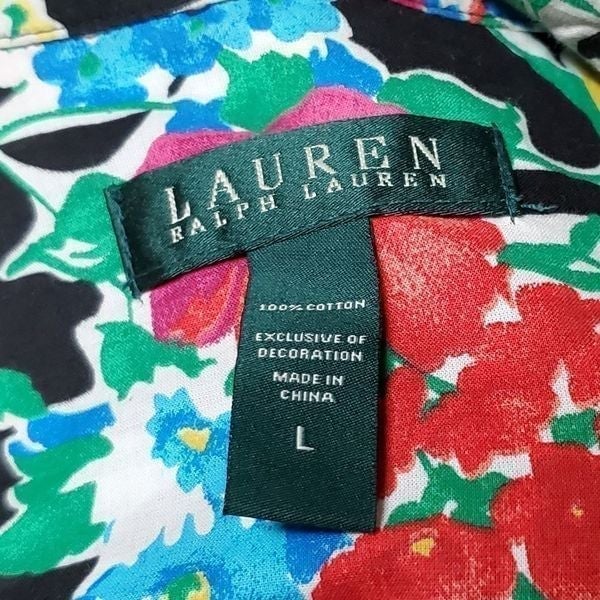 LAUREN
RALPH LAUREN
100% COTTON
EXCLUSIVE OF
DECORATION
MADE IN
CHINA
L